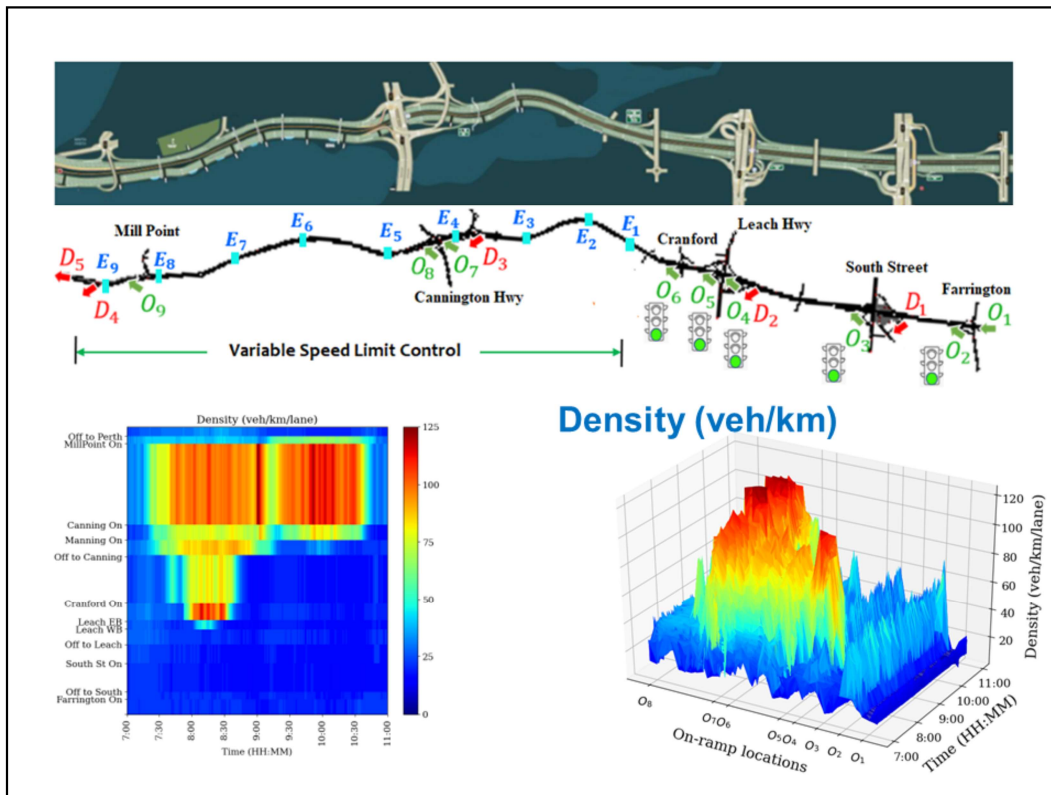 Mill Point
E₆
E₇
E₅
E₄
E₃
E₂
E₁
Leach Hwy
Cranford
South Street
Farrington
D₅
E₉
E₈
O₈
O₇
D₃
O₆
O₅
O₄
D₂
D₁
O₁
D₄
O₉
Cannington Hwy
O₃
O₂
Variable Speed Limit Control
Density (veh/km)
Density (veh/km/lane)
Off to Perth
MillPoint On
Canning On
Manning On
Off to Canning
Cranford On
Leach EB
Leach WB
Off to Leach
South St On
Off to South
Farrington On
125
100
75
50
25
0
7:00
7:30
8:00
8:30
9:00
9:30
10:00
10:30
11:00
Time (HH:MM)
120
100
80
60
40
20
Density (veh/km/lane)
O₈
O₇O₆
O₅O₄
O₃
O₂
O₁
On-ramp locations
7:00
8:00
9:00
10:00
11:00
Time (HH:MM)